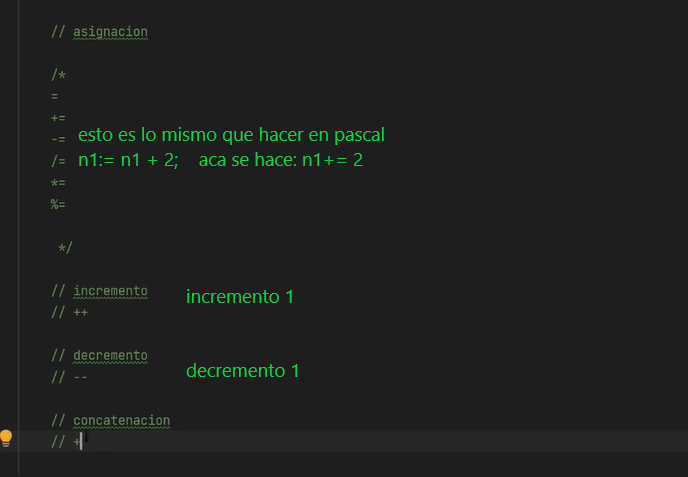 // asignacion
/*
=
+=
-= esto es lo mismo que hacer en pascal
/= n1:= n1 + 2; aca se hace: n1+= 2
*=
%=
*/
// incremento
incremento 1
// ++
// decremento
decremento 1
// --
// concatenacion
// +